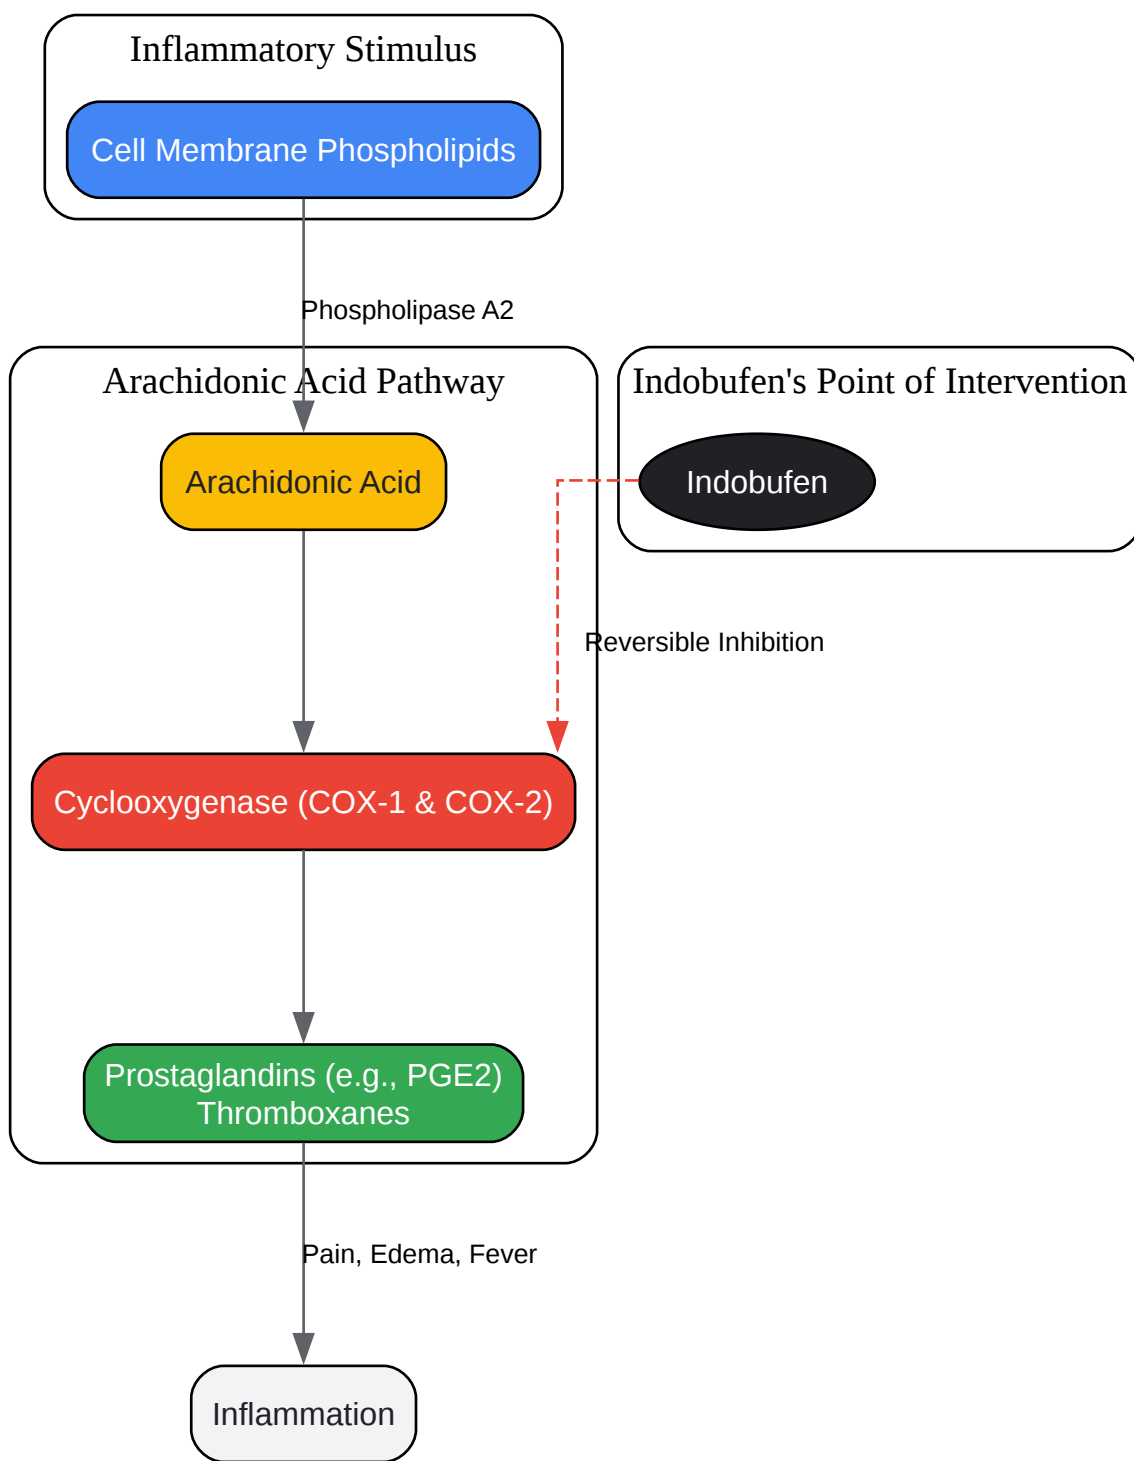 Inflammatory Stimulus
Cell Membrane Phospholipids
Phospholipase A2
Arachidonic Acid Pathway
Indobufen's Point of Intervention
Arachidonic Acid
Indobufen
Reversible Inhibition
Cyclooxygenase (COX-1 & COX-2)
Prostaglandins (e.g., PGE2)
Thromboxanes
Pain, Edema, Fever
Inflammation